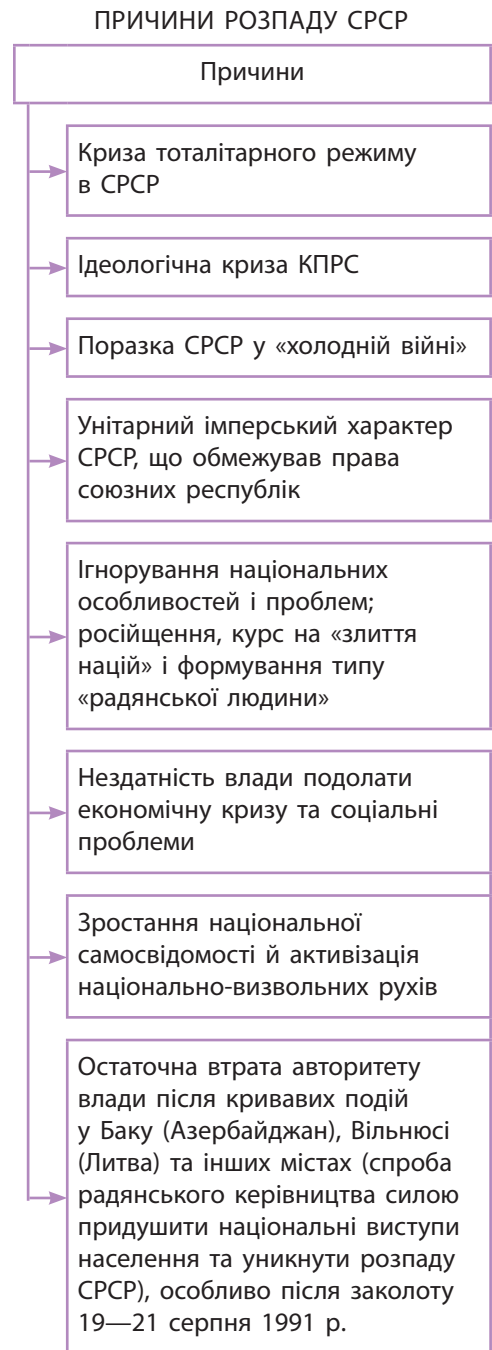 ПРИЧИНИ РОЗПАДУ СРСР
Причини
Криза тоталітарного режиму
в СРСР
Ідеологічна криза КПРС
Поразка СРСР у «холодній війні»
Унітарний імперський характер
СРСР, що обмежував права
союзних республік
Ігнорування національних
особливостей і проблем;
російщення, курс на «злиття
націй» і формування типу
«радянської людини»
Нездатність влади подолати
економічну кризу та соціальні
проблеми
Зростання національної
самосвідомості й активізація
національно-визвольних рухів
Остаточна втрата авторитету
влади після кривавих подій
у Баку (Азербайджан), Вільнюсі
(Литва) та інших містах (спроба
радянського керівництва силою
придушити національні виступи
населення та уникнути розпаду
СРСР), особливо після заколоту
19—21 серпня 1991 р.